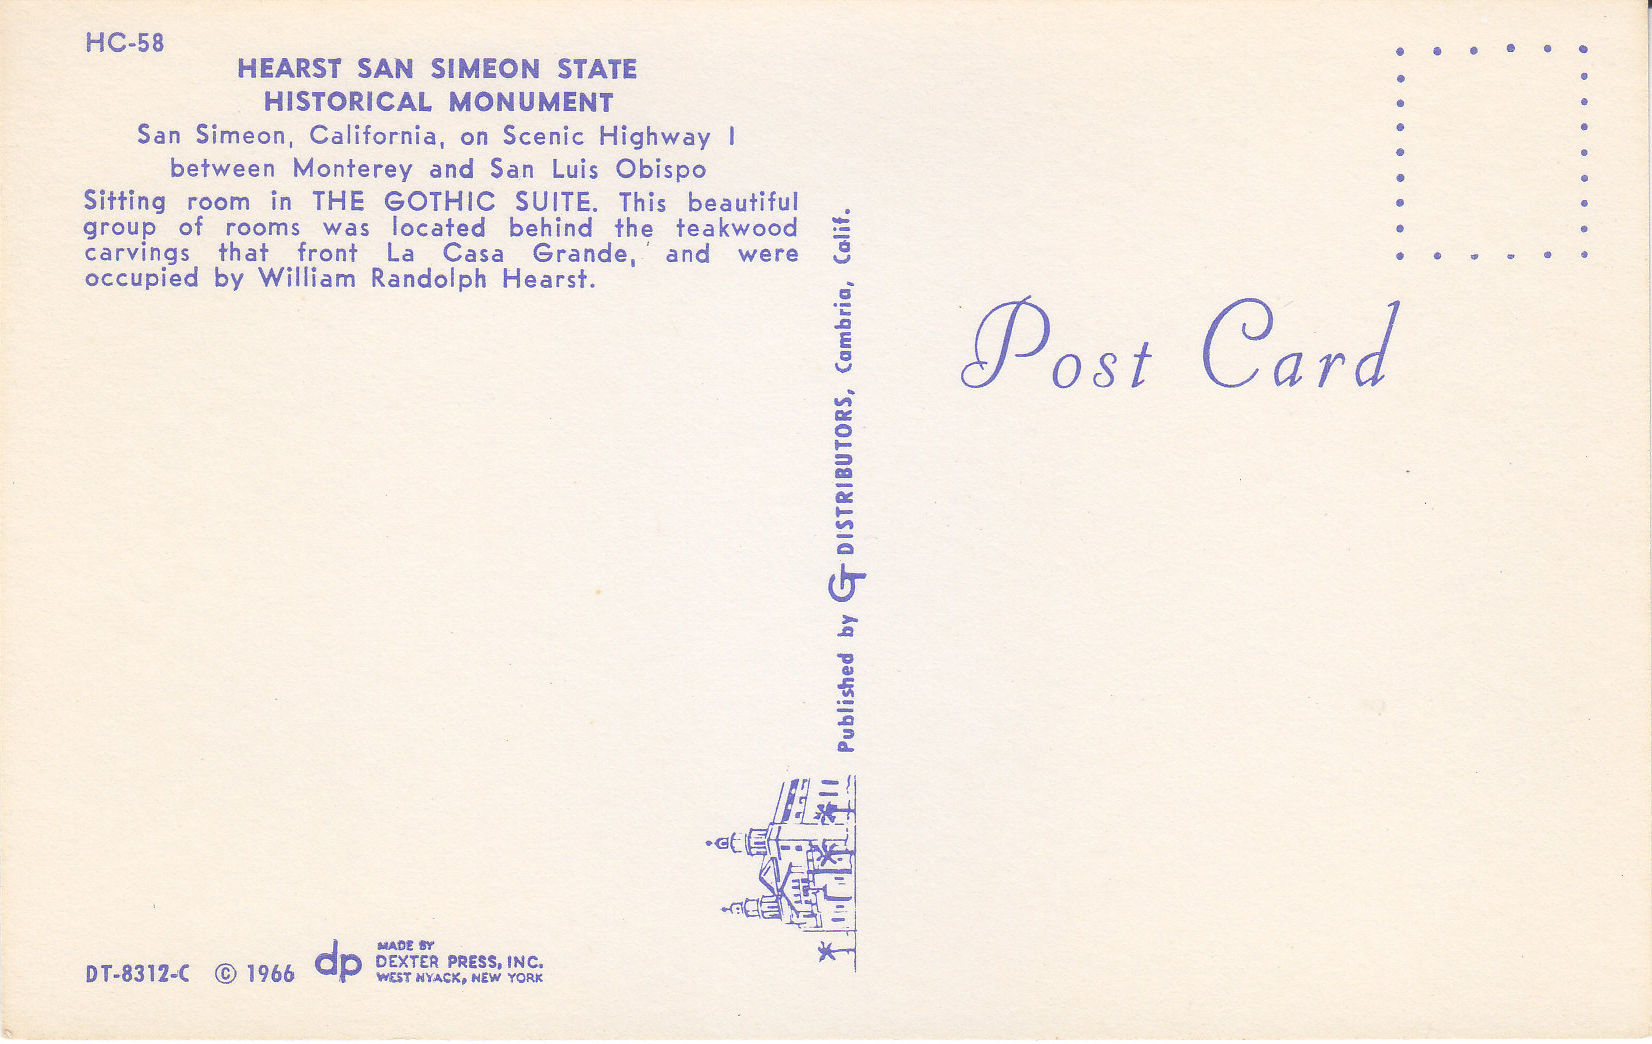 HC-58
HEARST SAN SIMEON STATE
HISTORICAL MONUMENT
San Simeon, California, on Scenic Highway 1
between Monterey and San Luis Obispo
Sitting room in THE GOTHIC SUITE. This beautiful
group of rooms was located behind the teakwood
carvings that front La Casa Grande, and were
occupied by William Randolph Hearst.
Published by GT DISTRIBUTORS, Cambria, Calif.
Post Card
DT-8312-C © 1966
dp
MADE BY
DEXTER PRESS, INC.
WEST NYACK, NEW YORK